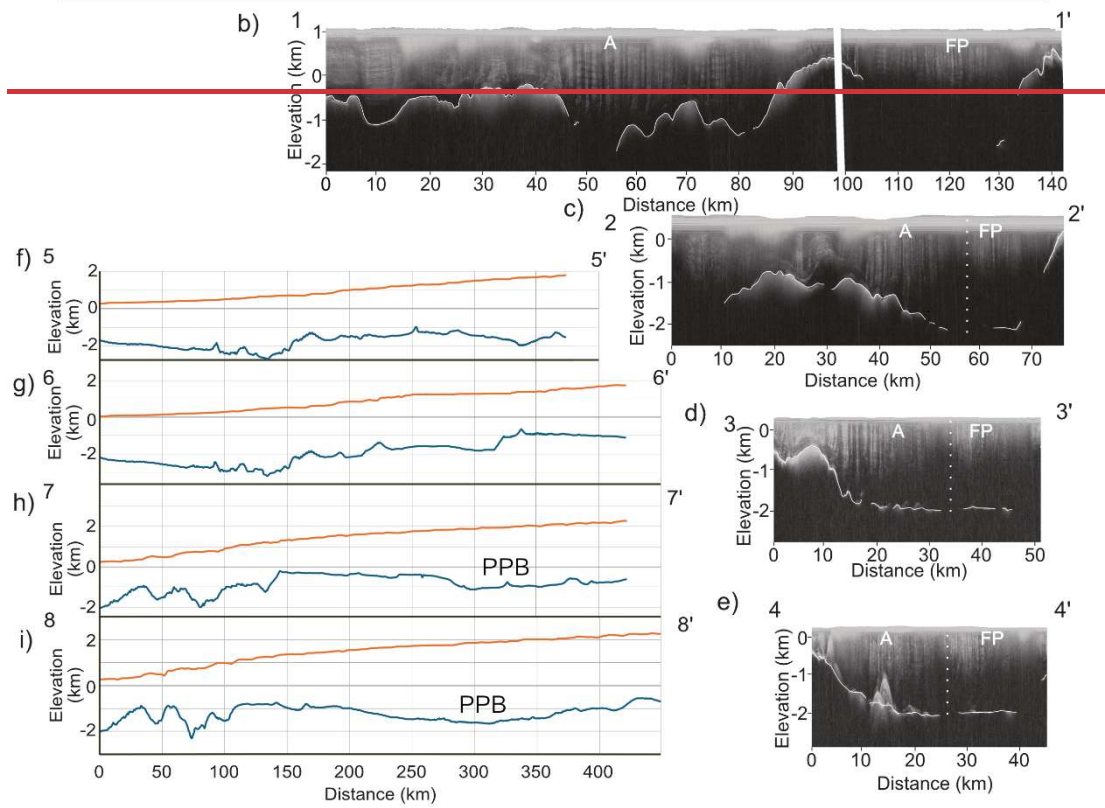 b) 1 1'
A FP
Elevation (km)
1
0
-1
-2
0 10 20 30 40 50 60 70 80 90 100 110 120 130 140
Distance (km)
c) 2 2'
A FP
Elevation (km)
0
-1
-2
0 10 20 30 40 50 60 70
Distance (km)
d) 3 3'
A FP
Elevation (km)
0
-1
-2
0 10 20 30 40 50
Distance (km)
e) 4 4'
A FP
Elevation (km)
0
-1
-2
0 10 20 30 40
Distance (km)
f) 5 5'
Elevation
(km)
2
0
-2
g) 6 6'
Elevation
(km)
2
0
-2
h) 7 7'
Elevation
(km)
2
0
-2
PPB
i) 8 8'
Elevation
(km)
2
0
-2
PPB
0 50 100 150 200 250 300 350 400
Distance (km)